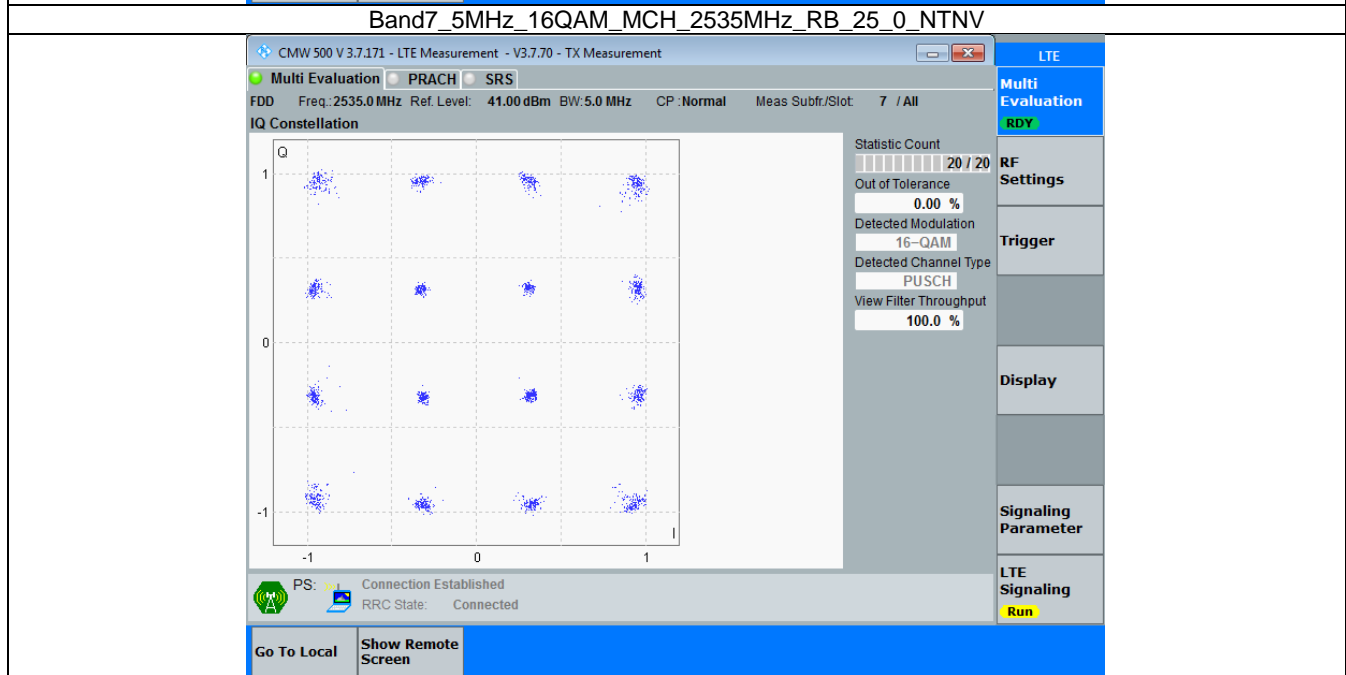 Band7_5MHz_16QAM_MCH_2535MHz_RB_25_0_NTNV
CMW 500 V 3.7.171 - LTE Measurement - V3.7.70 - TX Measurement
LTE
Multi Evaluation PRACH SRS
Multi
Evaluation
RDY
FDD Freq.: 2535.0 MHz Ref. Level: 41.00 dBm BW: 5.0 MHz CP : Normal Meas Subfr./Slot: 7 / All
IQ Constellation
Q
1
0
-1
-1 0 1
I
Statistic Count
20 / 20
Out of Tolerance
0.00 %
Detected Modulation
16-QAM
Detected Channel Type
PUSCH
View Filter Throughput
100.0 %
RF
Settings
Trigger
Display
Signaling
Parameter
LTE
Signaling
Run
PS: Connection Established
RRC State: Connected
Go To Local
Show Remote
Screen